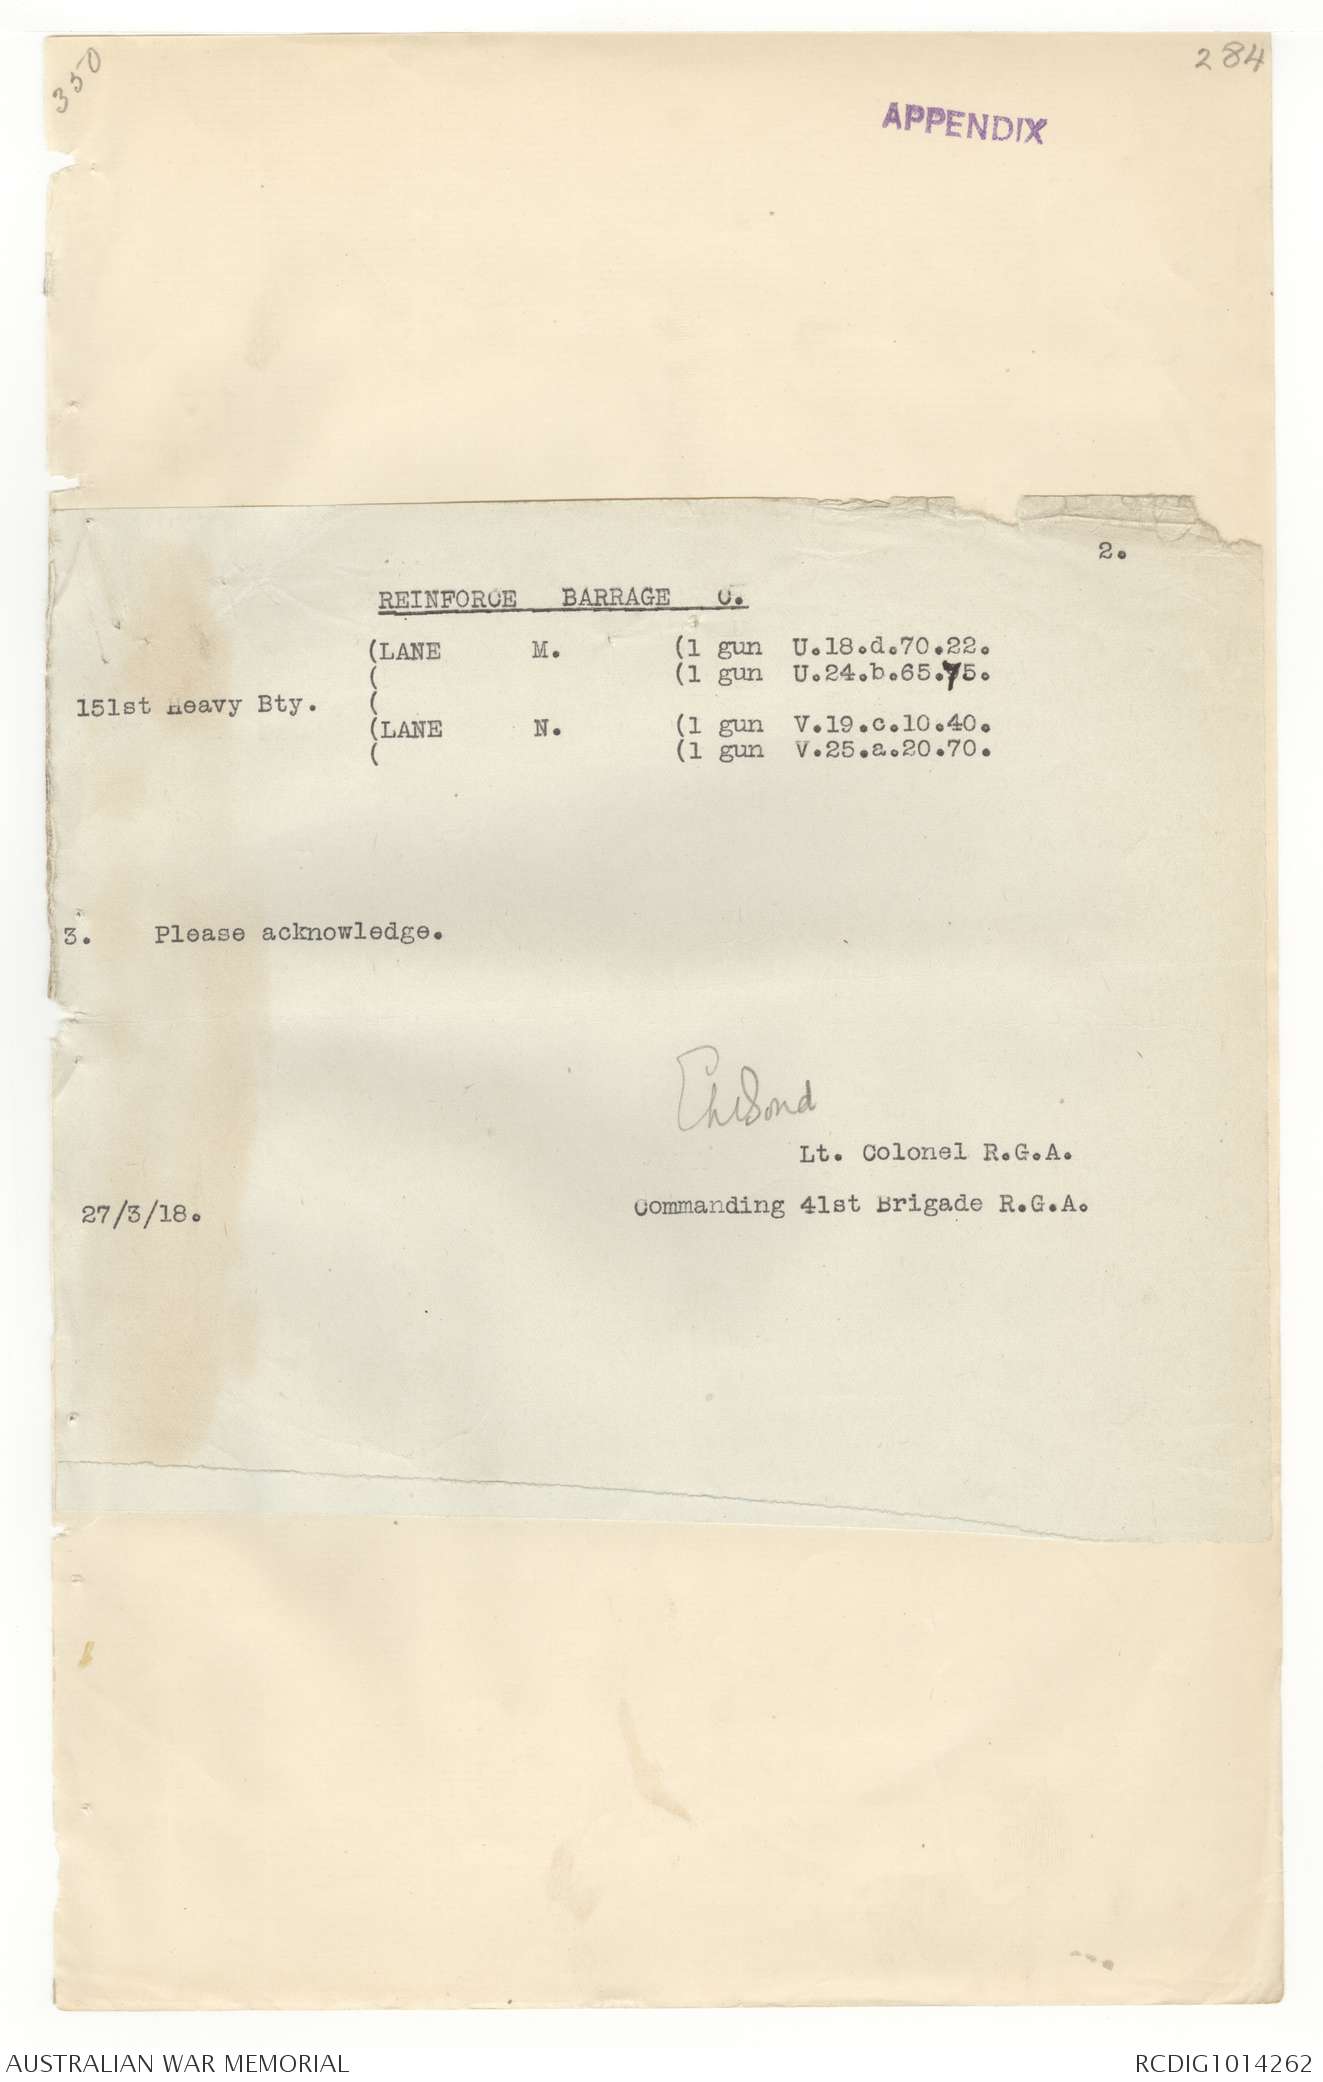 350
284
APPENDIX
2.
REINFORCE BARRAGE C.
(LANE M. (1 gun U.18.d.70.22.
( (1 gun U.24.b.65.75.
151st Heavy Bty. (
(LANE N. (1 gun V.19.c.10.40.
( (1 gun V.25.a.20.70.
3. Please acknowledge.
Lt. Colonel R.G.A.
27/3/18. Commanding 41st Brigade R.G.A.
AUSTRALIAN WAR MEMORIAL RCDIG1014262